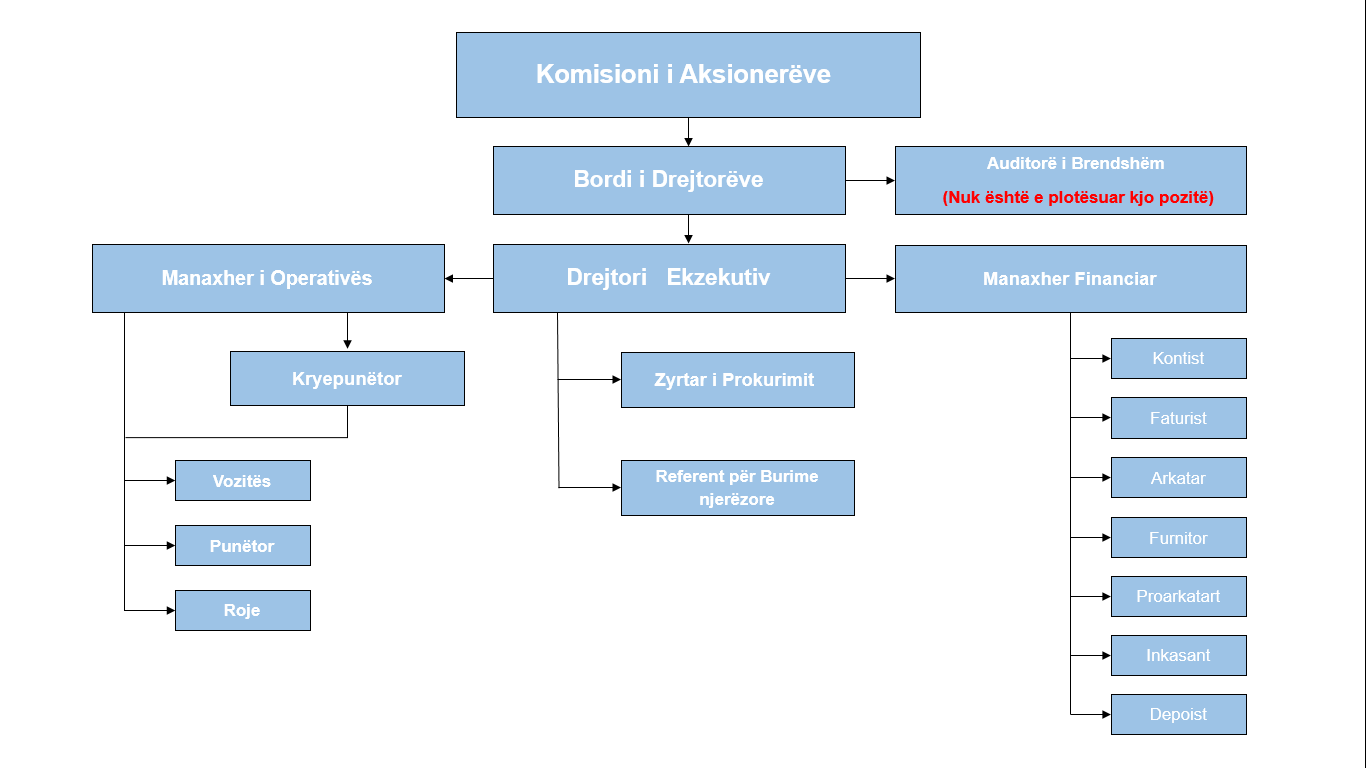 Komisioni i Aksionerëve
Bordi i Drejtorëve
Auditorë i Brendshëm
(Nuk është e plotësuar kjo pozitë)
Manaxher i Operativës
Drejtori Ekzekutiv
Manaxher Financiar
Kryepunëtor
Vozitës
Punëtor
Roje
Zyrtar i Prokurimit
Referent për Burime
njerëzore
Kontist
Faturist
Arkatar
Furnitor
Proarkatart
Inkasant
Depoist